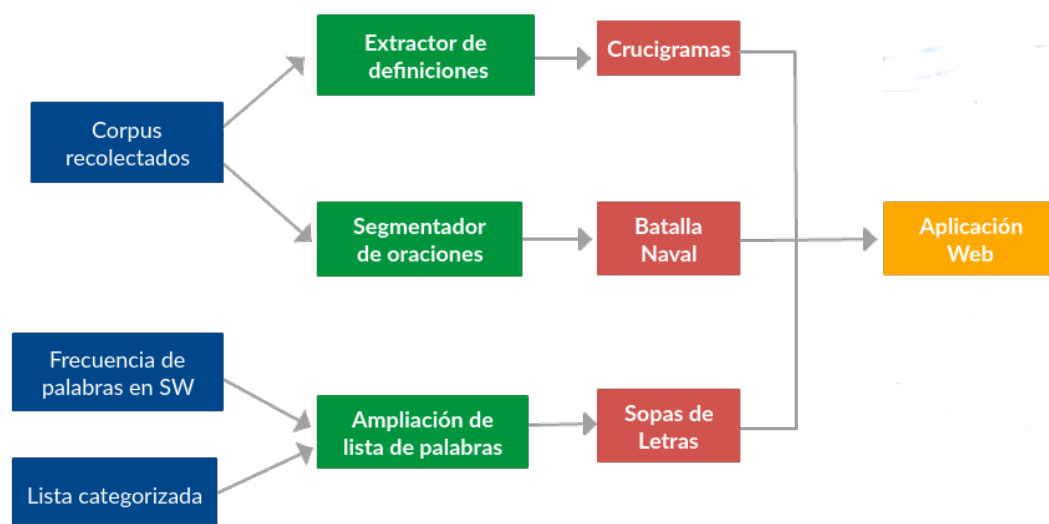 Extractor de
definiciones
Crucigramas
Corpus
recolectados
Segmentador
de oraciones
Batalla
Naval
Aplicación
Web
Frecuencia de
palabras en SW
Ampliación de
lista de palabras
Sopas de
Letras
Lista categorizada